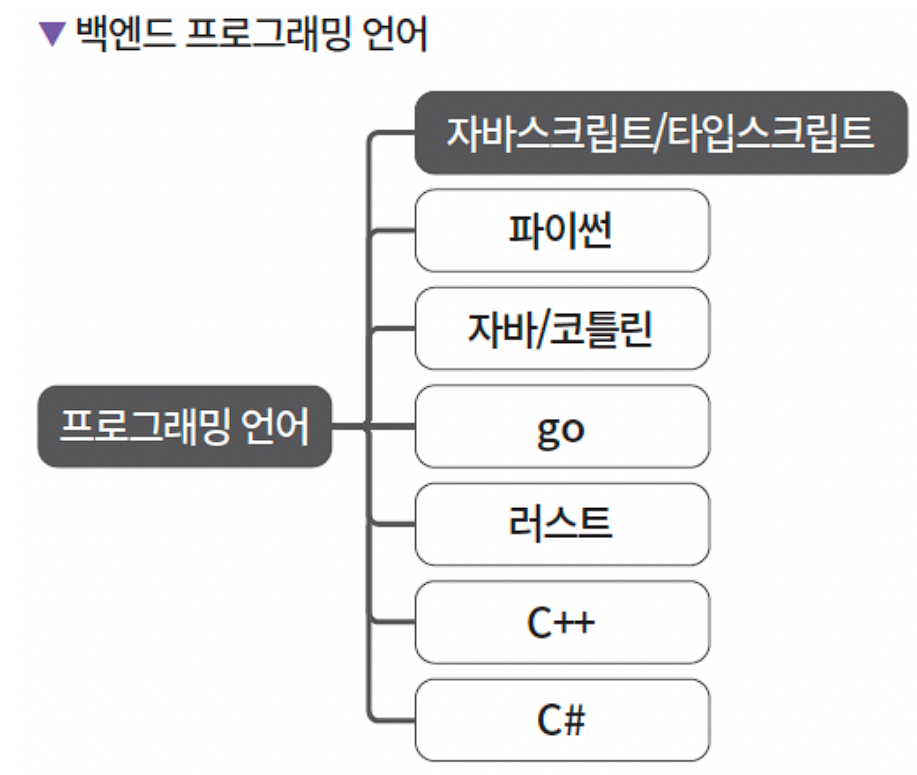 ▼ 백엔드 프로그래밍 언어
자바스크립트/타입스크립트
파이썬
자바/코틀린
프로그래밍 언어
go
러스트
C++
C#